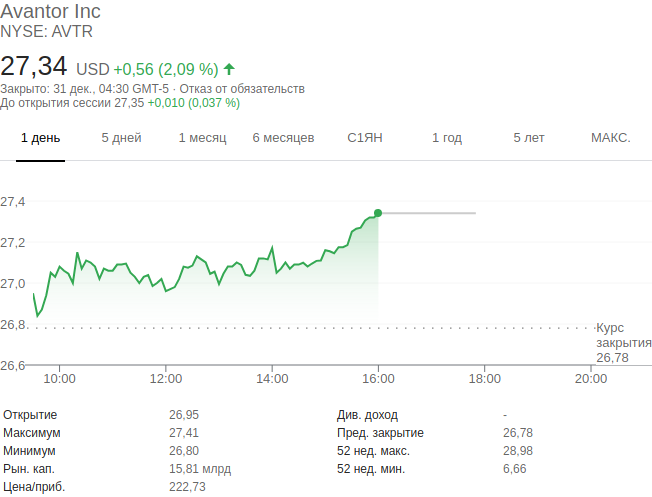 Avantor Inc
NYSE: AVTR
27,34 USD +0,56 (2,09 %)
Закрыто: 31 дек., 04:30 GMT-5 · Отказ от обязательств
До открытия сессии 27,35 +0,010 (0,037 %)
1 день 5 дней 1 месяц 6 месяцев С1ЯН 1 год 5 лет МАКС.
27,4
27,2
27,0
26,8
Курс
закрытия
26,78
26,6
10:00 12:00 14:00 16:00 18:00 20:00
Открытие 26,95 Див. доход -
Максимум 27,41 Пред. закрытие 26,78
Минимум 26,80 52 нед. макс. 28,98
Рын. кап. 15,81 млрд 52 нед. мин. 6,66
Цена/приб. 222,73